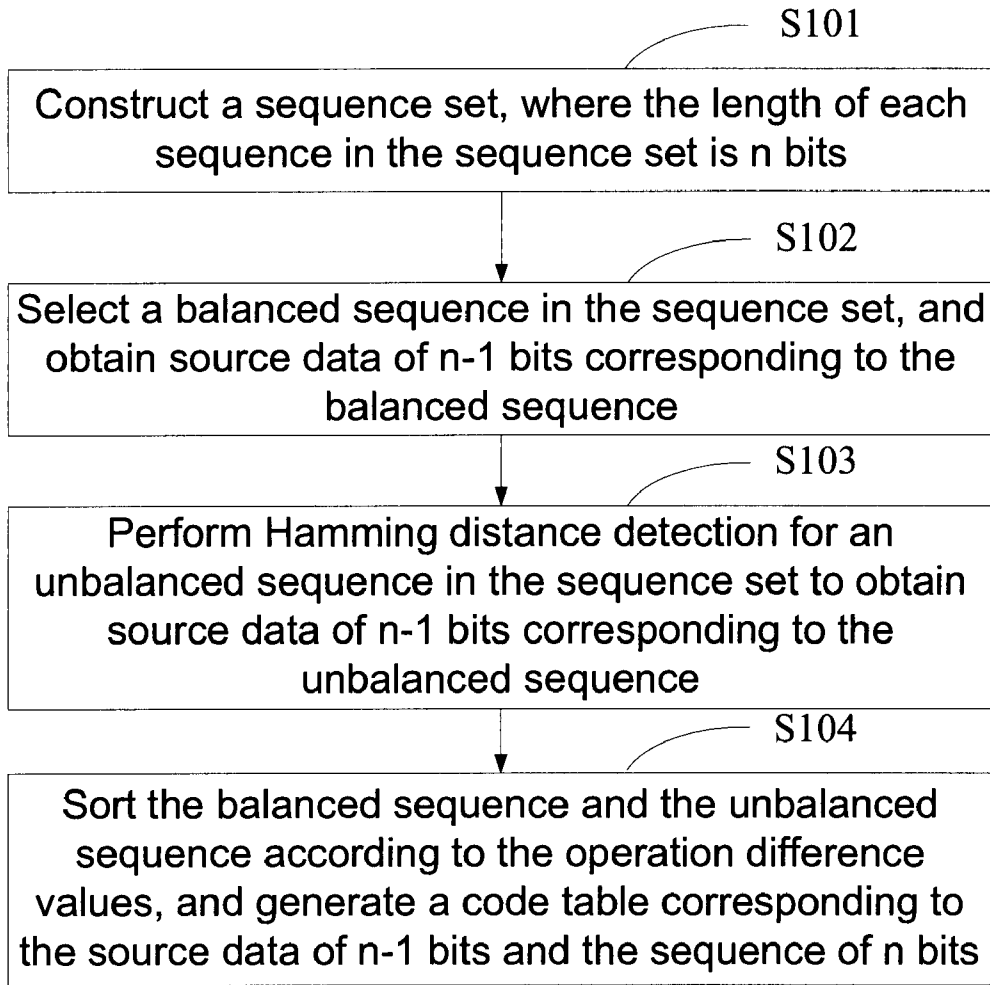 S101
Construct a sequence set, where the length of each
sequence in the sequence set is n bits
S102
Select a balanced sequence in the sequence set, and
obtain source data of n-1 bits corresponding to the
balanced sequence
S103
Perform Hamming distance detection for an
unbalanced sequence in the sequence set to obtain
source data of n-1 bits corresponding to the
unbalanced sequence
S104
Sort the balanced sequence and the unbalanced
sequence according to the operation difference
values, and generate a code table corresponding to
the source data of n-1 bits and the sequence of n bits